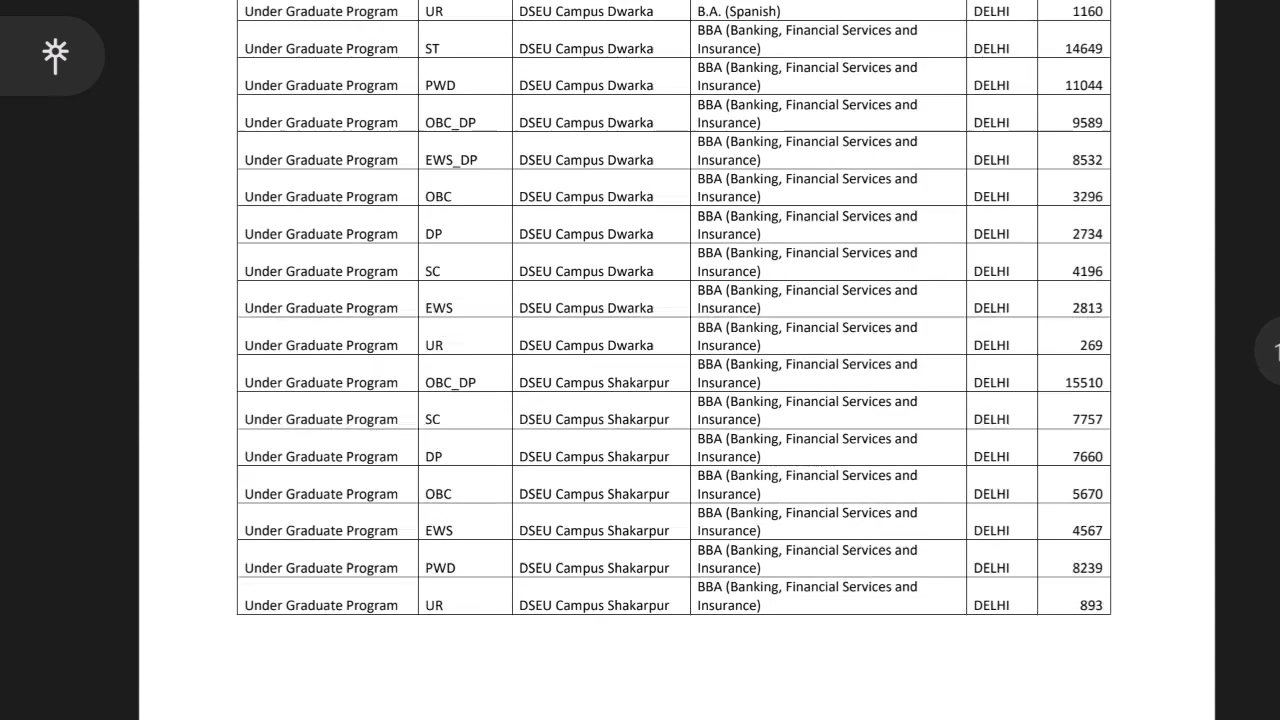 Under Graduate Program UR DSEU Campus Dwarka B.A. (Spanish) DELHI 1160
BBA (Banking, Financial Services and
Under Graduate Program ST DSEU Campus Dwarka Insurance) DELHI 14649
BBA (Banking, Financial Services and
Under Graduate Program PWD DSEU Campus Dwarka Insurance) DELHI 11044
BBA (Banking, Financial Services and
Under Graduate Program OBC_DP DSEU Campus Dwarka Insurance) DELHI 9589
BBA (Banking, Financial Services and
Under Graduate Program EWS_DP DSEU Campus Dwarka Insurance) DELHI 8532
BBA (Banking, Financial Services and
Under Graduate Program OBC DSEU Campus Dwarka Insurance) DELHI 3296
BBA (Banking, Financial Services and
Under Graduate Program DP DSEU Campus Dwarka Insurance) DELHI 2734
BBA (Banking, Financial Services and
Under Graduate Program SC DSEU Campus Dwarka Insurance) DELHI 4196
BBA (Banking, Financial Services and
Under Graduate Program EWS DSEU Campus Dwarka Insurance) DELHI 2813
BBA (Banking, Financial Services and
Under Graduate Program UR DSEU Campus Dwarka Insurance) DELHI 269
BBA (Banking, Financial Services and
Under Graduate Program OBC_DP DSEU Campus Shakarpur Insurance) DELHI 15510
BBA (Banking, Financial Services and
Under Graduate Program SC DSEU Campus Shakarpur Insurance) DELHI 7757
BBA (Banking, Financial Services and
Under Graduate Program DP DSEU Campus Shakarpur Insurance) DELHI 7660
BBA (Banking, Financial Services and
Under Graduate Program OBC DSEU Campus Shakarpur Insurance) DELHI 5670
BBA (Banking, Financial Services and
Under Graduate Program EWS DSEU Campus Shakarpur Insurance) DELHI 4567
BBA (Banking, Financial Services and
Under Graduate Program PWD DSEU Campus Shakarpur Insurance) DELHI 8239
BBA (Banking, Financial Services and
Under Graduate Program UR DSEU Campus Shakarpur Insurance) DELHI 893